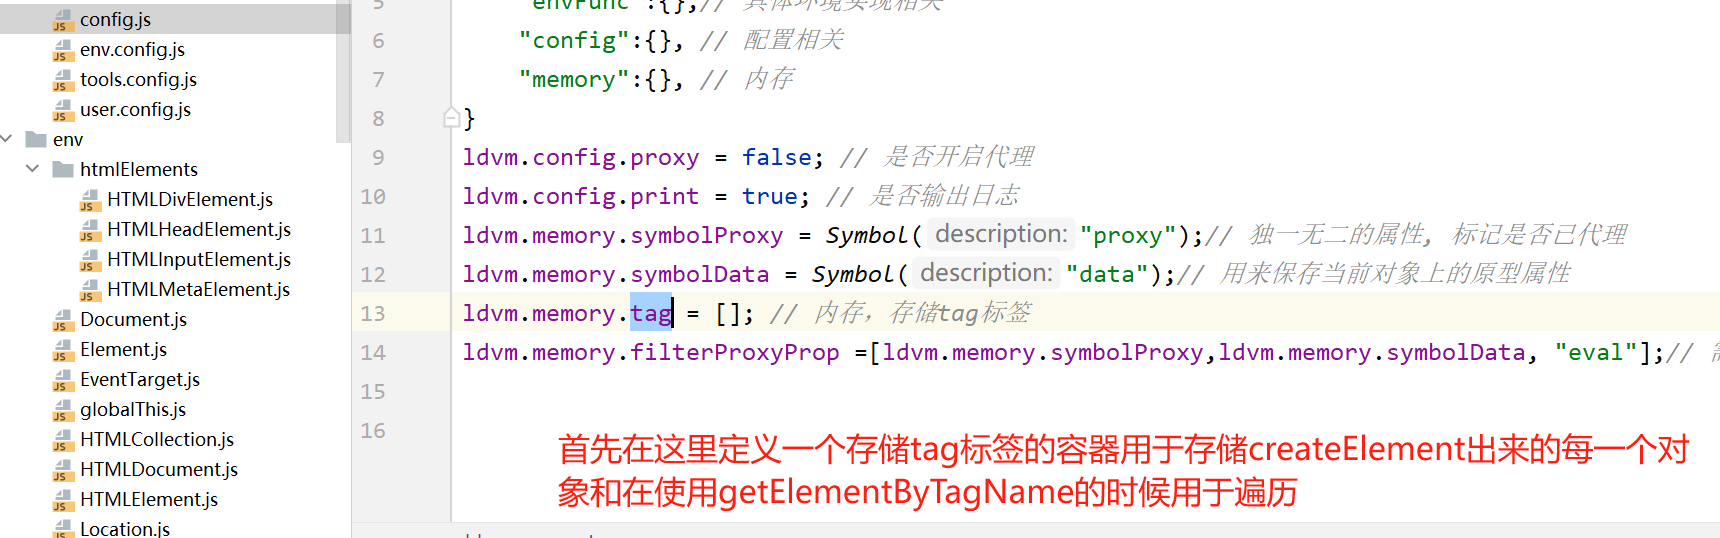 config.js
env.config.js
tools.config.js
user.config.js
env
htmlElements
HTMLDivElement.js
HTMLHeadElement.js
HTMLInputElement.js
HTMLMetaElement.js
Document.js
Element.js
EventTarget.js
globalThis.js
HTMLCollection.js
HTMLDocument.js
HTMLElement.js
Location.js
5 "envFunc":{},// 具体环境实现相关
6 "config":{}, // 配置相关
7 "memory":{}, // 内存
8 }
9 ldvm.config.proxy = false; // 是否开启代理
10 ldvm.config.print = true; // 是否输出日志
11 ldvm.memory.symbolProxy = Symbol( description: "proxy");// 独一无二的属性, 标记是否已代理
12 ldvm.memory.symbolData = Symbol( description: "data");// 用来保存当前对象上的原型属性
13 ldvm.memory.tag = []; // 内存，存储tag标签
14 ldvm.memory.filterProxyProp =[ldvm.memory.symbolProxy,ldvm.memory.symbolData, "eval"];//
15
16
首先在这里定义一个存储tag标签的容器用于存储createElement出来的每一个对
象和在使用getElementByTagName的时候用于遍历